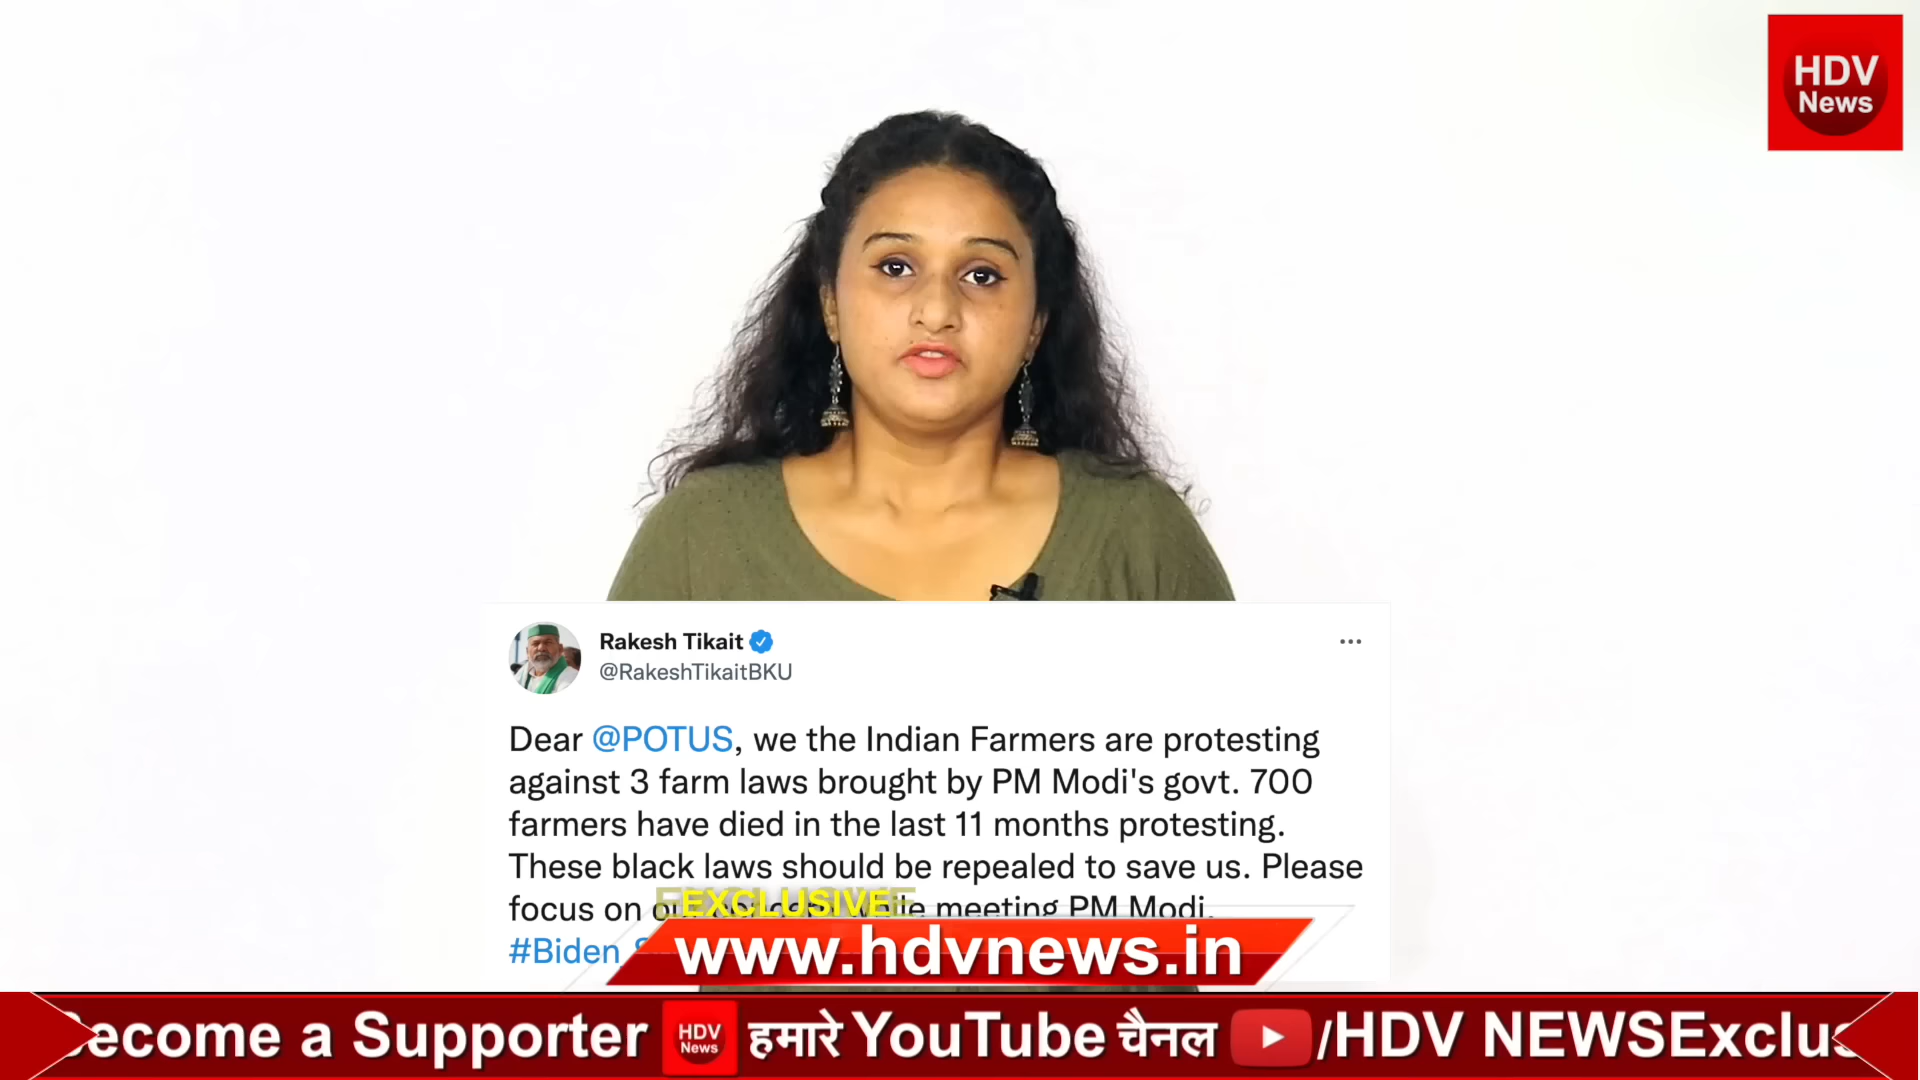 HDV
News
Rakesh Tikait
@RakeshTikaitBKU
Dear @POTUS, we the Indian Farmers are protesting
against 3 farm laws brought by PM Modi's govt. 700
farmers have died in the last 11 months protesting.
These black laws should be repealed to save us. Please
focus on meeting PM Modi.
EXCLUSIVE
#Biden
www.hdvnews.in
ecome a Supporter HDV News हमारे YouTube चैनल /HDV NEWSExclus